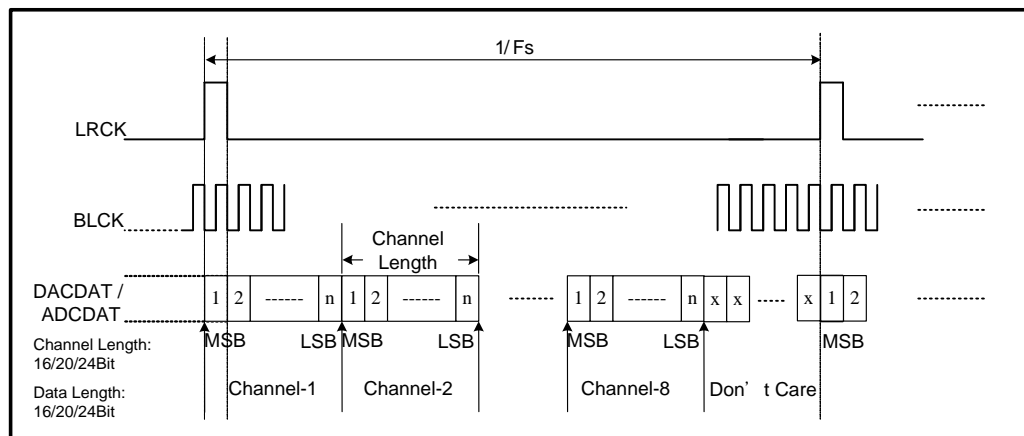 1/ Fs
LRCK
BLCK
Channel
Length
DACDAT /
ADCDAT
1 2 ------ n 1 2 ------ n 1 2 ------ n x x x 1 2
MSB LSB MSB LSB MSB LSB MSB
Channel Length:
16/20/24Bit
Data Length:
16/20/24Bit
Channel-1 Channel-2 Channel-8 Don' t Care